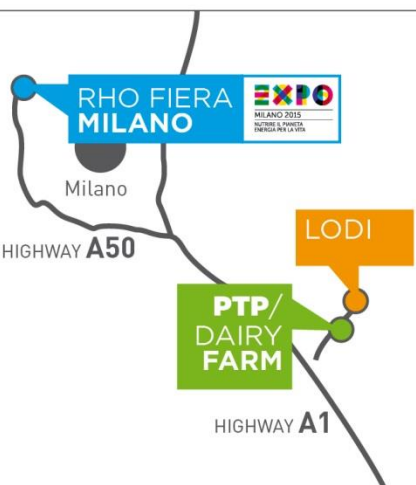 RHO FIERA
MILANO
EXPO
MILANO 2015
NUTRIRE IL PIANETA
ENERGIA PER LA VITA
Milano
HIGHWAY A50
LODI
PTP/
DAIRY
FARM
HIGHWAY A1